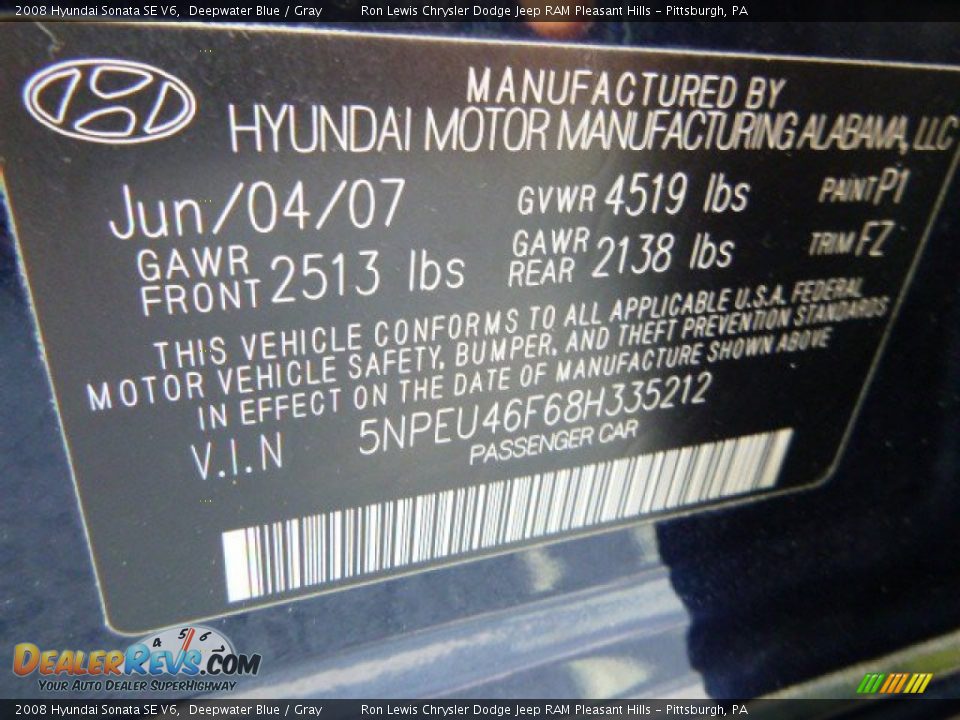 2008 Hyundai Sonata SE V6, Deepwater Blue / Gray Ron Lewis Chrysler Dodge Jeep RAM Pleasant Hills - Pittsburgh, PA
MANUFACTURED BY
HYUNDAI MOTOR MANUFACTURING ALABAMA, LLC
Jun/04/07 GVWR 4519 lbs PAINT P1
GAWR FRONT 2513 lbs GAWR REAR 2138 lbs TRIM FZ
THIS VEHICLE CONFORMS TO ALL APPLICABLE U.S.A. FEDERAL
MOTOR VEHICLE SAFETY, BUMPER, AND THEFT PREVENTION STANDARDS
IN EFFECT ON THE DATE OF MANUFACTURE SHOWN ABOVE
V.I.N 5NPEU46F68H335212
PASSENGER CAR
4 5 6 7
DEALERREVS.COM
YOUR AUTO DEALER SUPERHIGHWAY
2008 Hyundai Sonata SE V6, Deepwater Blue / Gray Ron Lewis Chrysler Dodge Jeep RAM Pleasant Hills - Pittsburgh, PA